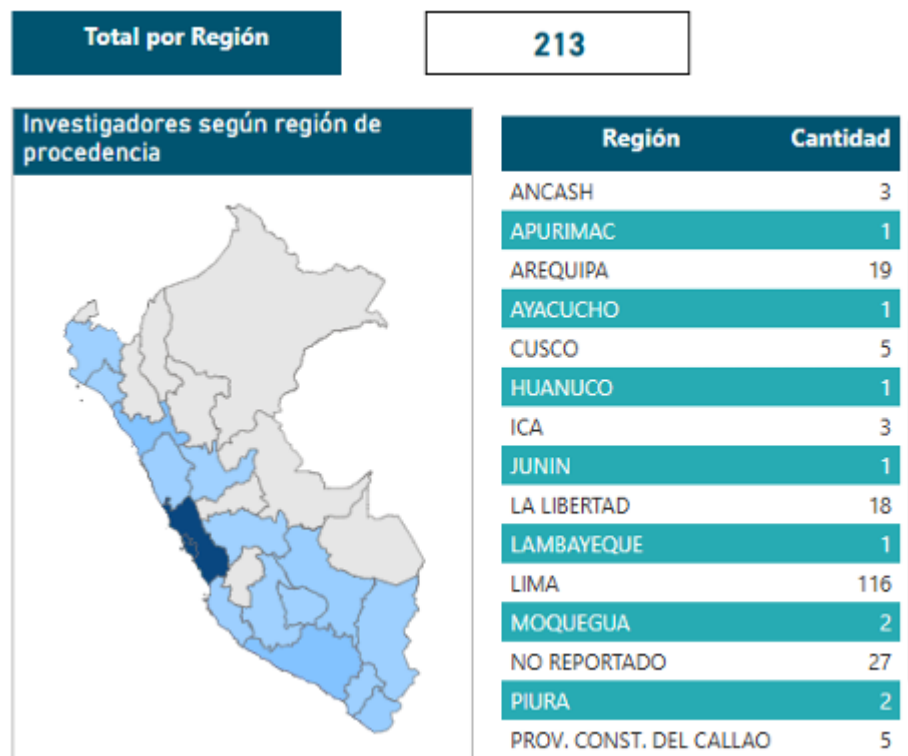 Total por Región
213
Investigadores según región de
procedencia
Región Cantidad
ANCASH 3
APURIMAC 1
AREQUIPA 19
AYACUCHO 1
CUSCO 5
HUANUCO 1
ICA 3
JUNIN 1
LA LIBERTAD 18
LAMBAYEQUE 1
LIMA 116
MOQUEGUA 2
NO REPORTADO 27
PIURA 2
PROV. CONST. DEL CALLAO 5